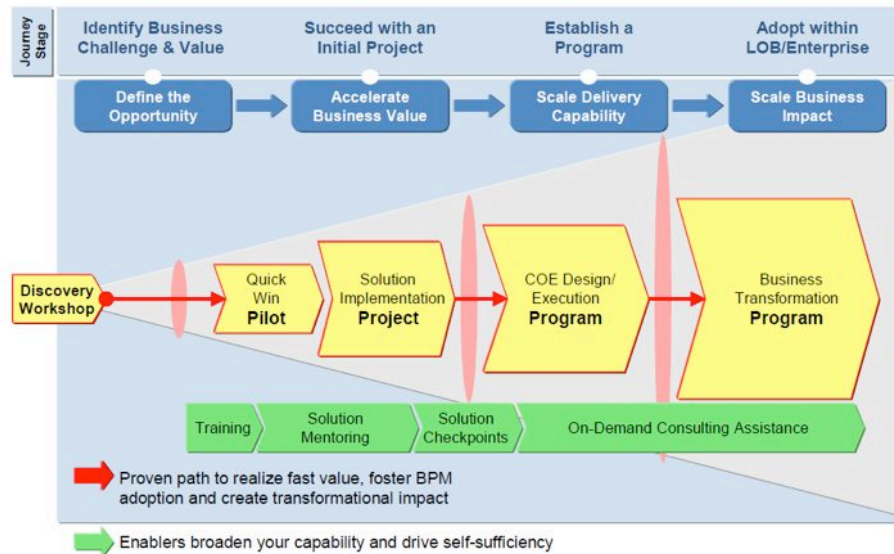 Journey
Stage
Identify Business
Challenge & Value
Succeed with an
Initial Project
Establish a
Program
Adopt within
LOB/Enterprise
Define the
Opportunity
Accelerate
Business Value
Scale Delivery
Capability
Scale Business
Impact
Discovery
Workshop
Quick
Win
Pilot
Solution
Implementation
Project
COE Design/
Execution
Program
Business
Transformation
Program
Training
Solution
Mentoring
Solution
Checkpoints
On-Demand Consulting Assistance
Proven path to realize fast value, foster BPM
adoption and create transformational impact
Enablers broaden your capability and drive self-sufficiency